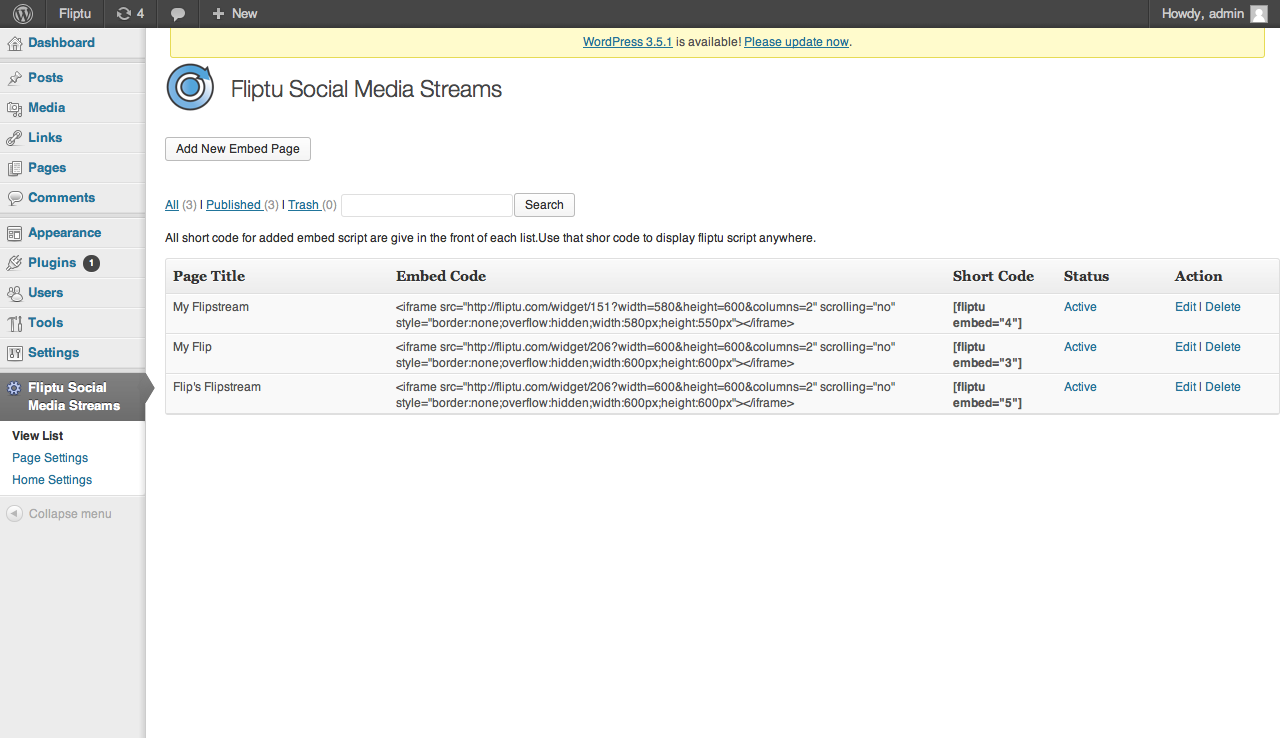 Fliptu 4 New Howdy, admin
WordPress 3.5.1 is available! Please update now.
Dashboard
Posts
Media
Links
Pages
Comments
Appearance
Plugins 1
Users
Tools
Settings
Fliptu Social
Media Streams
View List
Page Settings
Home Settings
Collapse menu
Fliptu Social Media Streams
Add New Embed Page
All (3) | Published (3) | Trash (0) Search
All short code for added embed script are give in the front of each list.Use that shor code to display fliptu script anywhere.
Page Title Embed Code Short Code Status Action
My Flipstream <iframe src="http://fliptu.com/widget/151?width=580&height=600&columns=2" scrolling="no" [fliptu Active Edit | Delete
style="border:none;overflow:hidden;width:580px;height:550px"></iframe> embed="4"]
My Flip <iframe src="http://fliptu.com/widget/206?width=600&height=600&columns=2" scrolling="no" [fliptu Active Edit | Delete
style="border:none;overflow:hidden;width:600px;height:600px"></iframe> embed="3"]
Flip's Flipstream <iframe src="http://fliptu.com/widget/206?width=600&height=600&columns=2" scrolling="no" [fliptu Active Edit | Delete
style="border:none;overflow:hidden;width:600px;height:600px"></iframe> embed="5"]